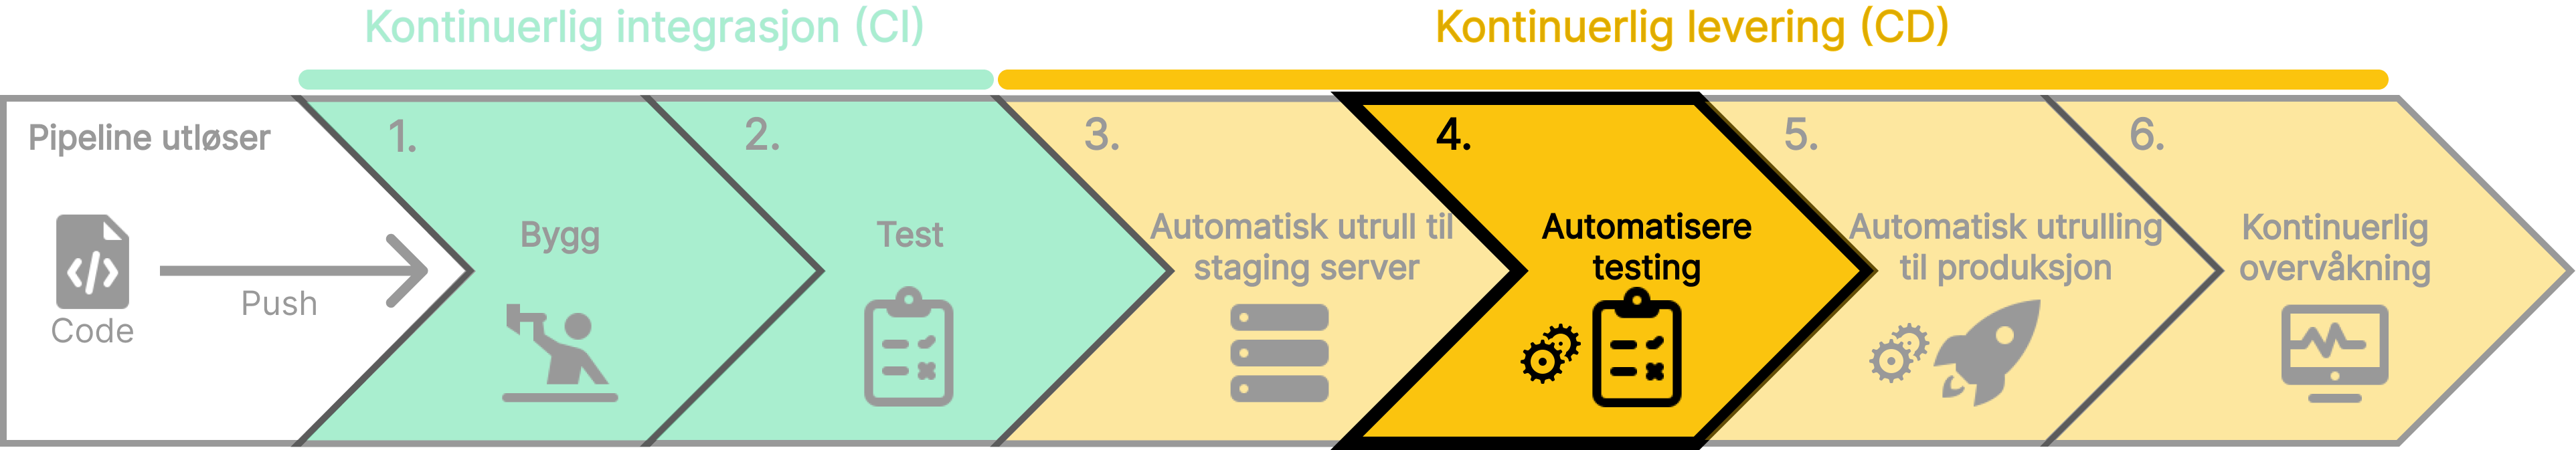 Kontinuerlig integrasjon (CI)
Kontinuerlig levering (CD)
Pipeline utløser
Code
Push
1.
Bygg
2.
Test
3.
Automatisk utrull til
staging server
4.
Automatisere
testing
5.
Automatisk utrulling
til produksjon
6.
Kontinuerlig
overvåkning